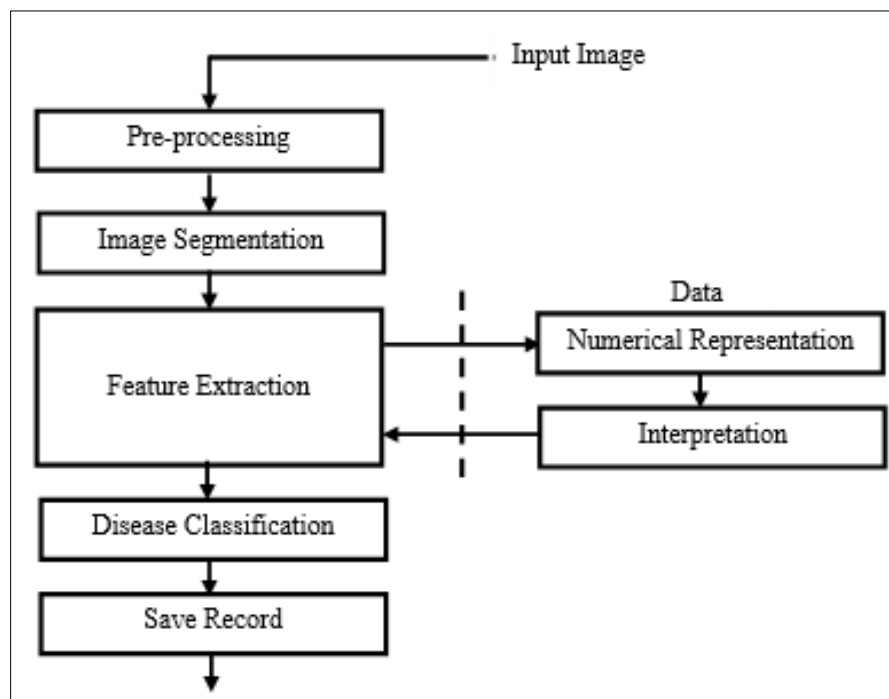 Input Image
Pre-processing
Image Segmentation
Feature Extraction
Data
Numerical Representation
Interpretation
Disease Classification
Save Record